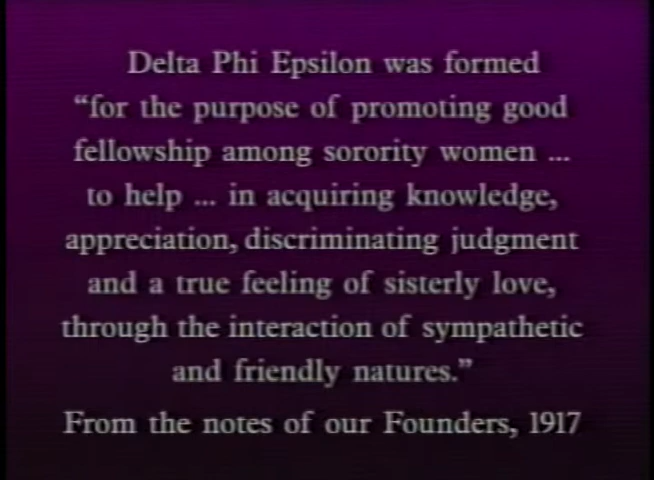 Delta Phi Epsilon was formed
“for the purpose of promoting good
fellowship among sorority women ...
to help ... in acquiring knowledge,
appreciation, discriminating judgment
and a true feeling of sisterly love,
through the interaction of sympathetic
and friendly natures.”
From the notes of our Founders, 1917